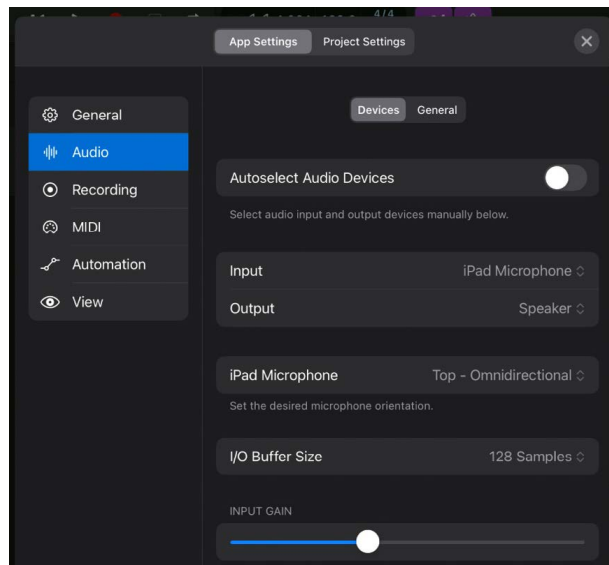 4/4
App Settings Project Settings
General
Audio
Recording
MIDI
Automation
View
Devices General
Autoselect Audio Devices
Select audio input and output devices manually below.
Input iPad Microphone
Output Speaker
iPad Microphone Top - Omnidirectional
Set the desired microphone orientation.
I/O Buffer Size 128 Samples
INPUT GAIN